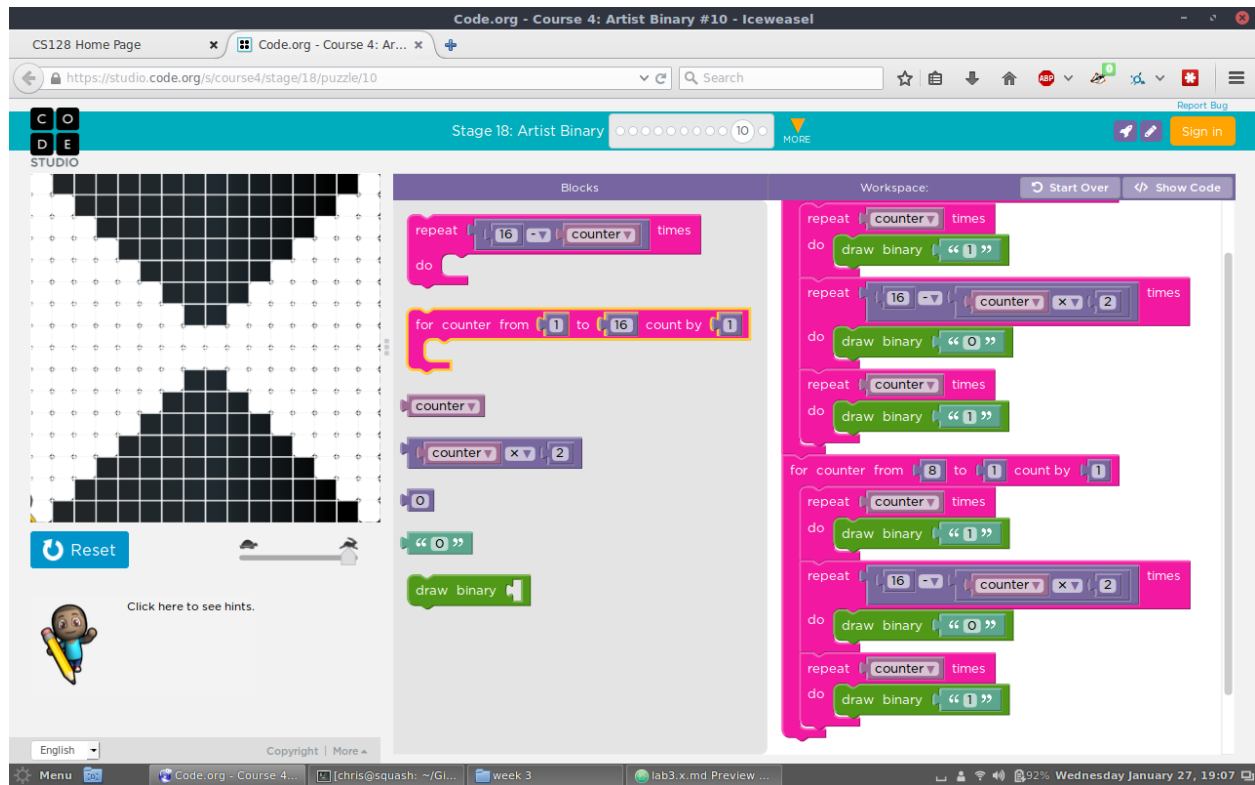 Code.org - Course 4: Artist Binary #10 - Iceweasel
CS128 Home Page
Code.org - Course 4: Ar...
https://studio.code.org/s/course4/stage/18/puzzle/10
Search
ABP
0
Report Bug
C O
D E
STUDIO
Stage 18: Artist Binary
10
MORE
Sign in
Blocks
Workspace:
Start Over
</> Show Code
repeat 16 - counter times
do
for counter from 1 to 16 count by 1
counter
counter × 2
0
“ 0 ”
draw binary
repeat counter times
do draw binary “ 1 ”
repeat 16 - counter × 2 times
do draw binary “ 0 ”
repeat counter times
do draw binary “ 1 ”
for counter from 8 to 1 count by 1
repeat counter times
do draw binary “ 1 ”
repeat 16 - counter × 2 times
do draw binary “ 0 ”
repeat counter times
do draw binary “ 1 ”
Reset
Click here to see hints.
English
Copyright | More
Menu
Code.org - Course 4...
[chris@squash: ~/Gi...
week 3
lab3.x.md Preview ...
92% Wednesday January 27, 19:07